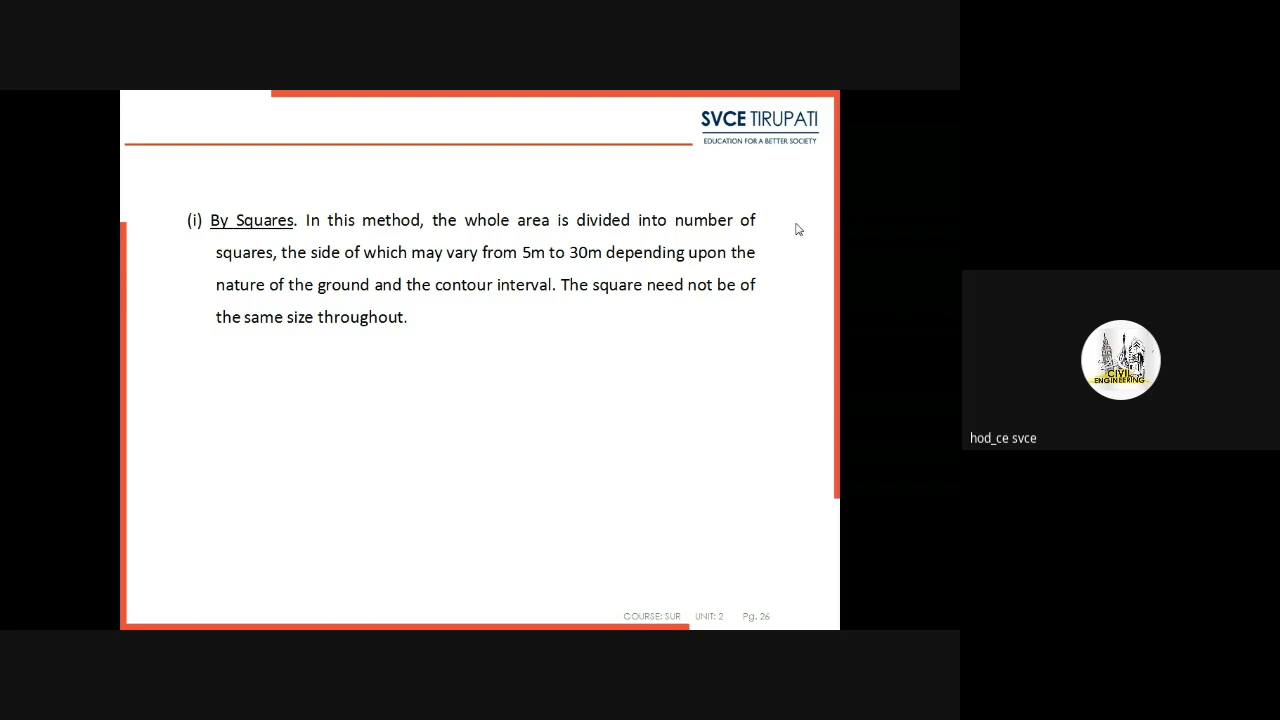 SVCE TIRUPATI
EDUCATION FOR A BETTER SOCIETY
(i) By Squares. In this method, the whole area is divided into number of
squares, the side of which may vary from 5m to 30m depending upon the
nature of the ground and the contour interval. The square need not be of
the same size throughout.
COURSE: SUR UNIT: 2 Pg. 26
CIVIL
ENGINEERING
hod_ce svce